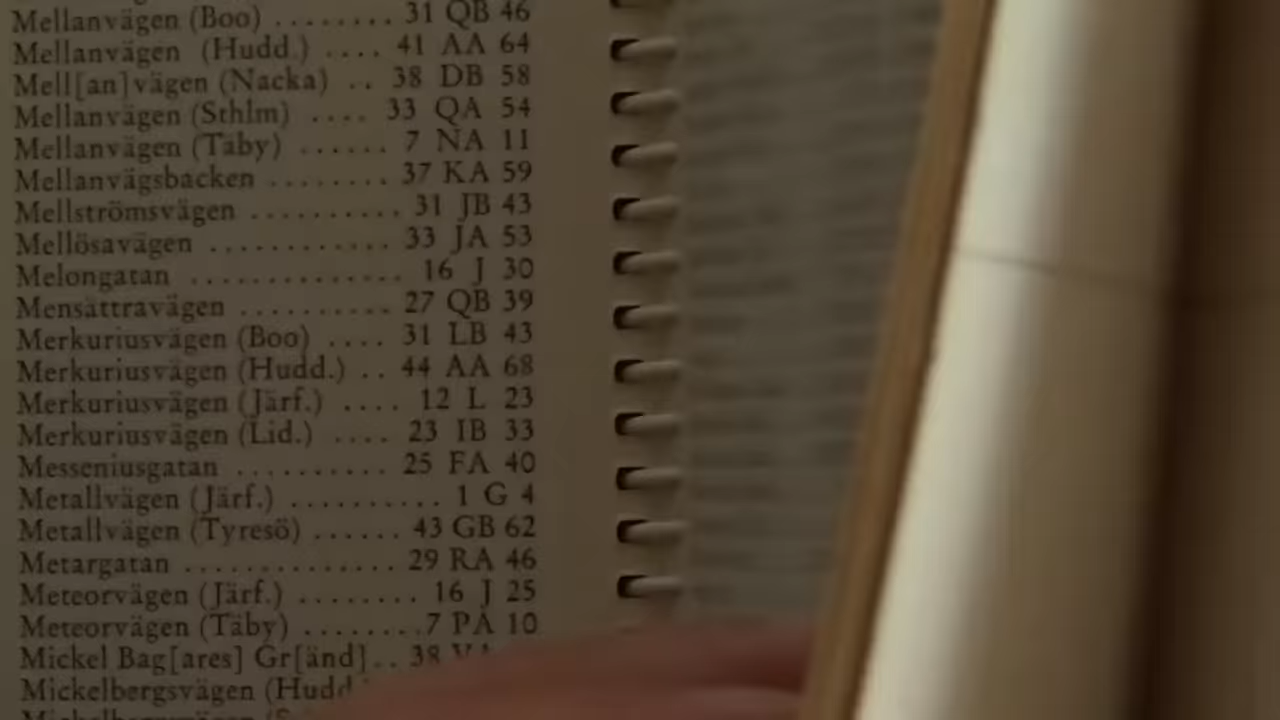 Mellanvägen (Boo) ........ 31 QB 46
Mellanvägen (Hudd.) .... 41 AA 64
Mell[an]vägen (Nacka) .. 38 DB 58
Mellanvägen (Sthlm) .... 33 QA 54
Mellanvägen (Täby) ...... 7 NA 11
Mellanvägsbacken ........ 37 KA 59
Mellströmsvägen .......... 31 JB 43
Mellösavägen ............ 33 JA 53
Melongatan .............. 16 J 30
Mensättravägen .......... 27 QB 39
Merkuriusvägen (Boo) .... 31 LB 43
Merkuriusvägen (Hudd.) .. 44 AA 68
Merkuriusvägen (Järf.) .... 12 L 23
Merkuriusvägen (Lid.) .... 23 IB 33
Messeniusgatan .......... 25 FA 40
Metallvägen (Järf.) .......... 1 G 4
Metallvägen (Tyresö) ...... 43 GB 62
Metargatan .............. 29 RA 46
Meteorvägen (Järf.) ........ 16 J 25
Meteorvägen (Täby) ........ 7 PA 10
Mickel Bag[ares] Gr[änd] .. 38
Mickelbergsvägen (Hudd